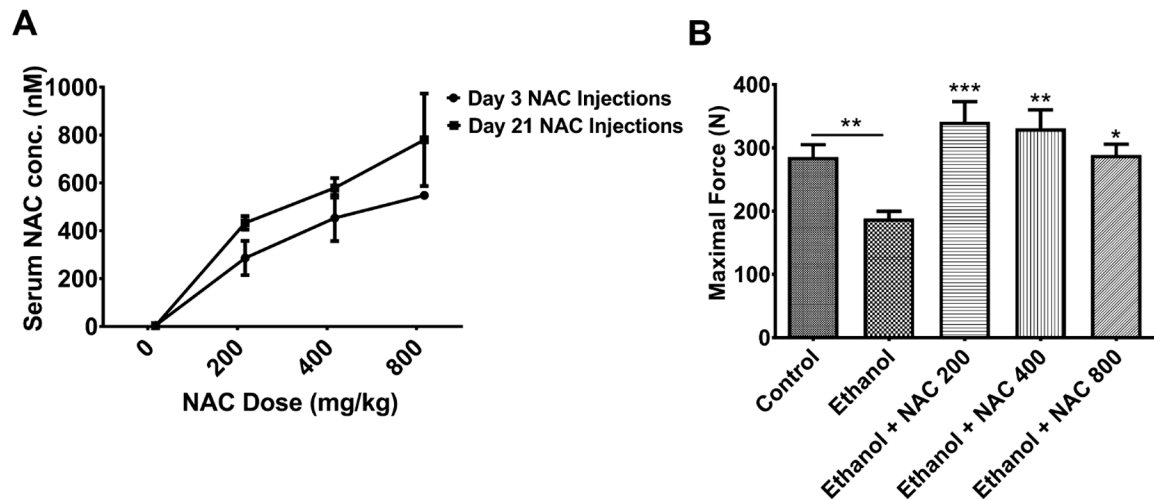 A
Serum NAC conc. (nM)
1000
800
600
400
200
0
0
200
400
800
NAC Dose (mg/kg)
Day 3 NAC Injections
Day 21 NAC Injections
B
Maximal Force (N)
400
300
200
100
0
**
***
**
*
Control
Ethanol
Ethanol + NAC 200
Ethanol + NAC 400
Ethanol + NAC 800